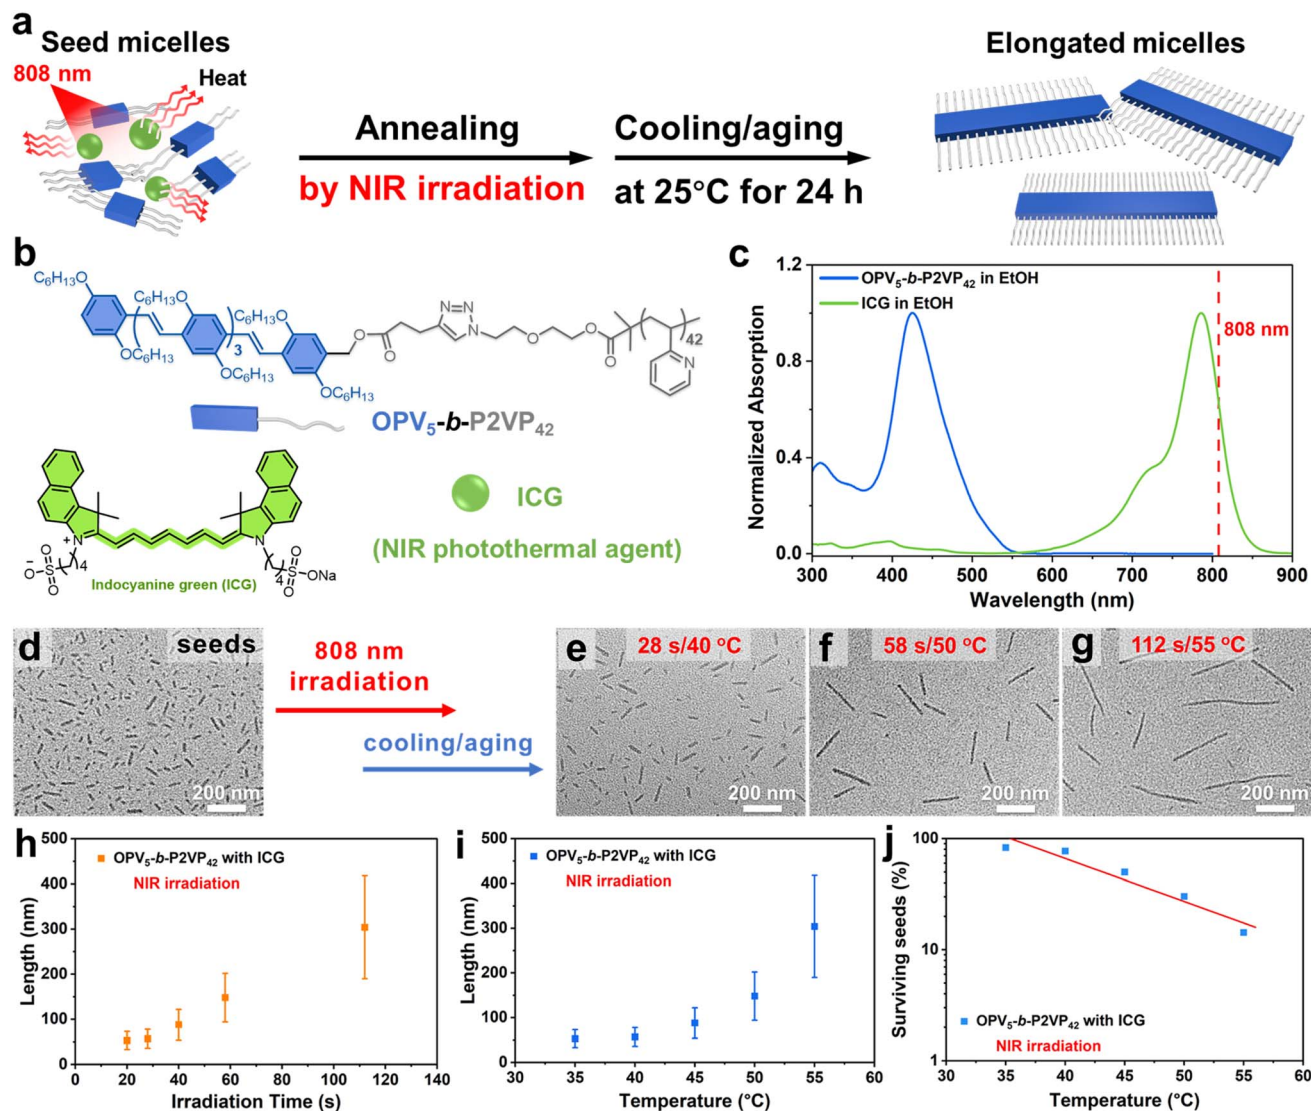 a
Seed micelles
808 nm
Heat
Annealing
by NIR irradiation
Cooling/aging
at 25°C for 24 h
Elongated micelles
b
C₆H₁₃O
OC₆H₁₃
C₆H₁₃O
OC₆H₁₃
3
C₆H₁₃O
OC₆H₁₃
O
O
N=N
N
O
O
O
42
N
OPV₅-b-P2VP₄₂
N
+
N
4
4
⁻O
S
O
O
O
S
O
ONa
Indocyanine green (ICG)
ICG
(NIR photothermal agent)
c
OPV₅-b-P2VP₄₂ in EtOH
ICG in EtOH
808 nm
Normalized Absorption
1.2
0.8
0.4
0.0
300 400 500 600 700 800 900
Wavelength (nm)
d
seeds
200 nm
808 nm
irradiation
cooling/aging
e
28 s/40 °C
200 nm
f
58 s/50 °C
200 nm
g
112 s/55 °C
200 nm
h
OPV₅-b-P2VP₄₂ with ICG
NIR irradiation
Length (nm)
500
400
300
200
100
0
0 20 40 60 80 100 120 140
Irradiation Time (s)
i
OPV₅-b-P2VP₄₂ with ICG
NIR irradiation
Length (nm)
500
400
300
200
100
0
30 35 40 45 50 55 60
Temperature (°C)
j
Surviving seeds (%)
100
10
1
OPV₅-b-P2VP₄₂ with ICG
NIR irradiation
30 35 40 45 50 55 60
Temperature (°C)